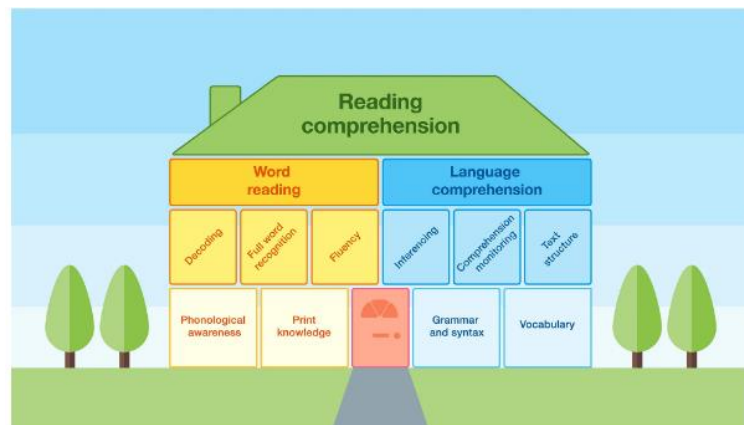 Reading
comprehension
Word
reading
Language
comprehension
Decoding
Full word
recognition
Fluency
Inferencing
Comprehension
monitoring
Text
structure
Phonological
awareness
Print
knowledge
Grammar
and syntax
Vocabulary